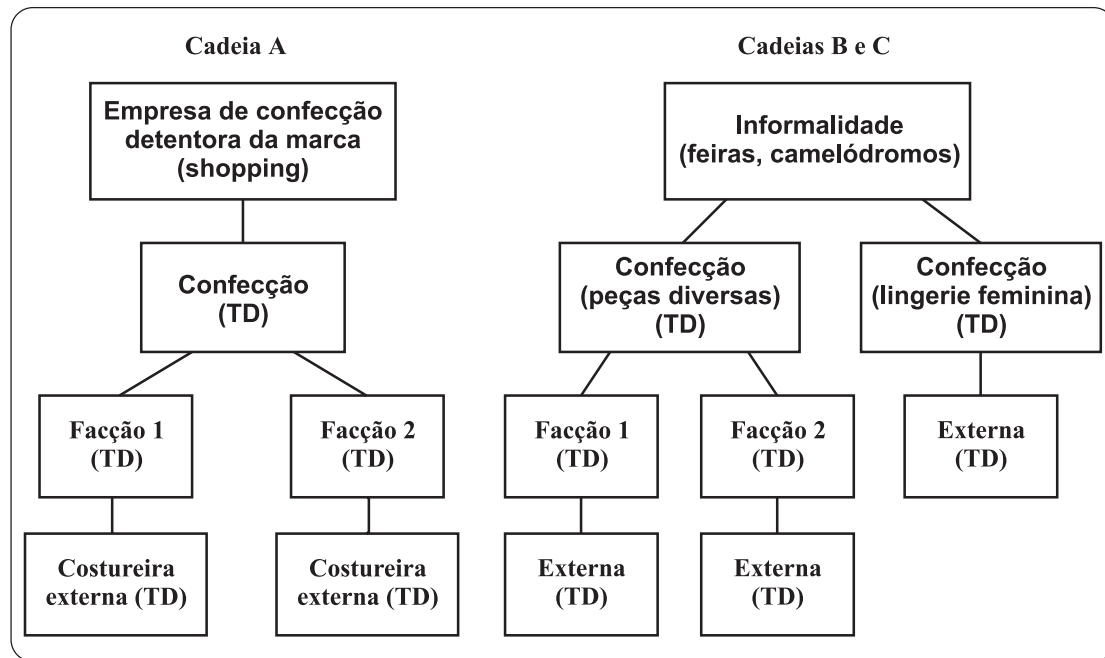 Cadeia A
Cadeias B e C
Empresa de confecção
detentora da marca
(shopping)
Informalidade
(feiras, camelódromos)
Confecção
(TD)
Confecção
(peças diversas)
(TD)
Confecção
(lingerie feminina)
(TD)
Facção 1
(TD)
Facção 2
(TD)
Facção 1
(TD)
Facção 2
(TD)
Externa
(TD)
Costureira
externa (TD)
Costureira
externa (TD)
Externa
(TD)
Externa
(TD)